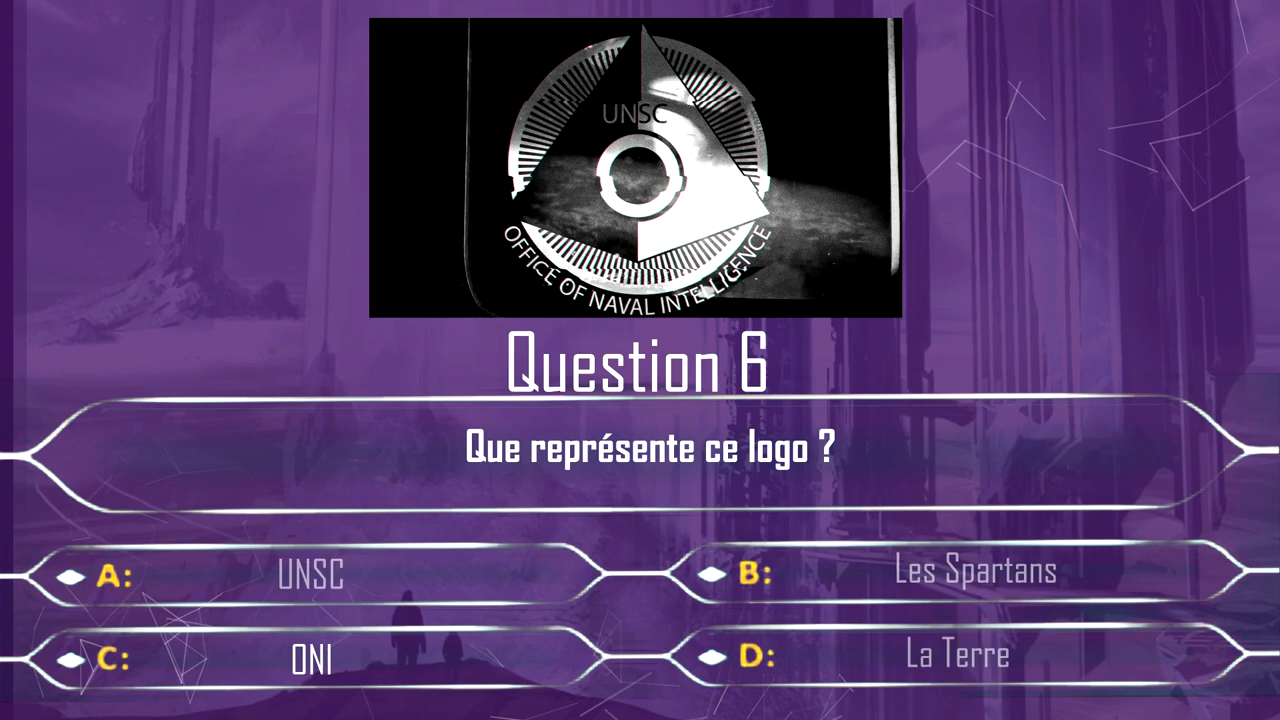 UNSC
OFFICE OF NAVAL INTELLIGENCE
Question 6
Que représente ce logo ?
A: UNSC
B: Les Spartans
C: ONI
D: La Terre